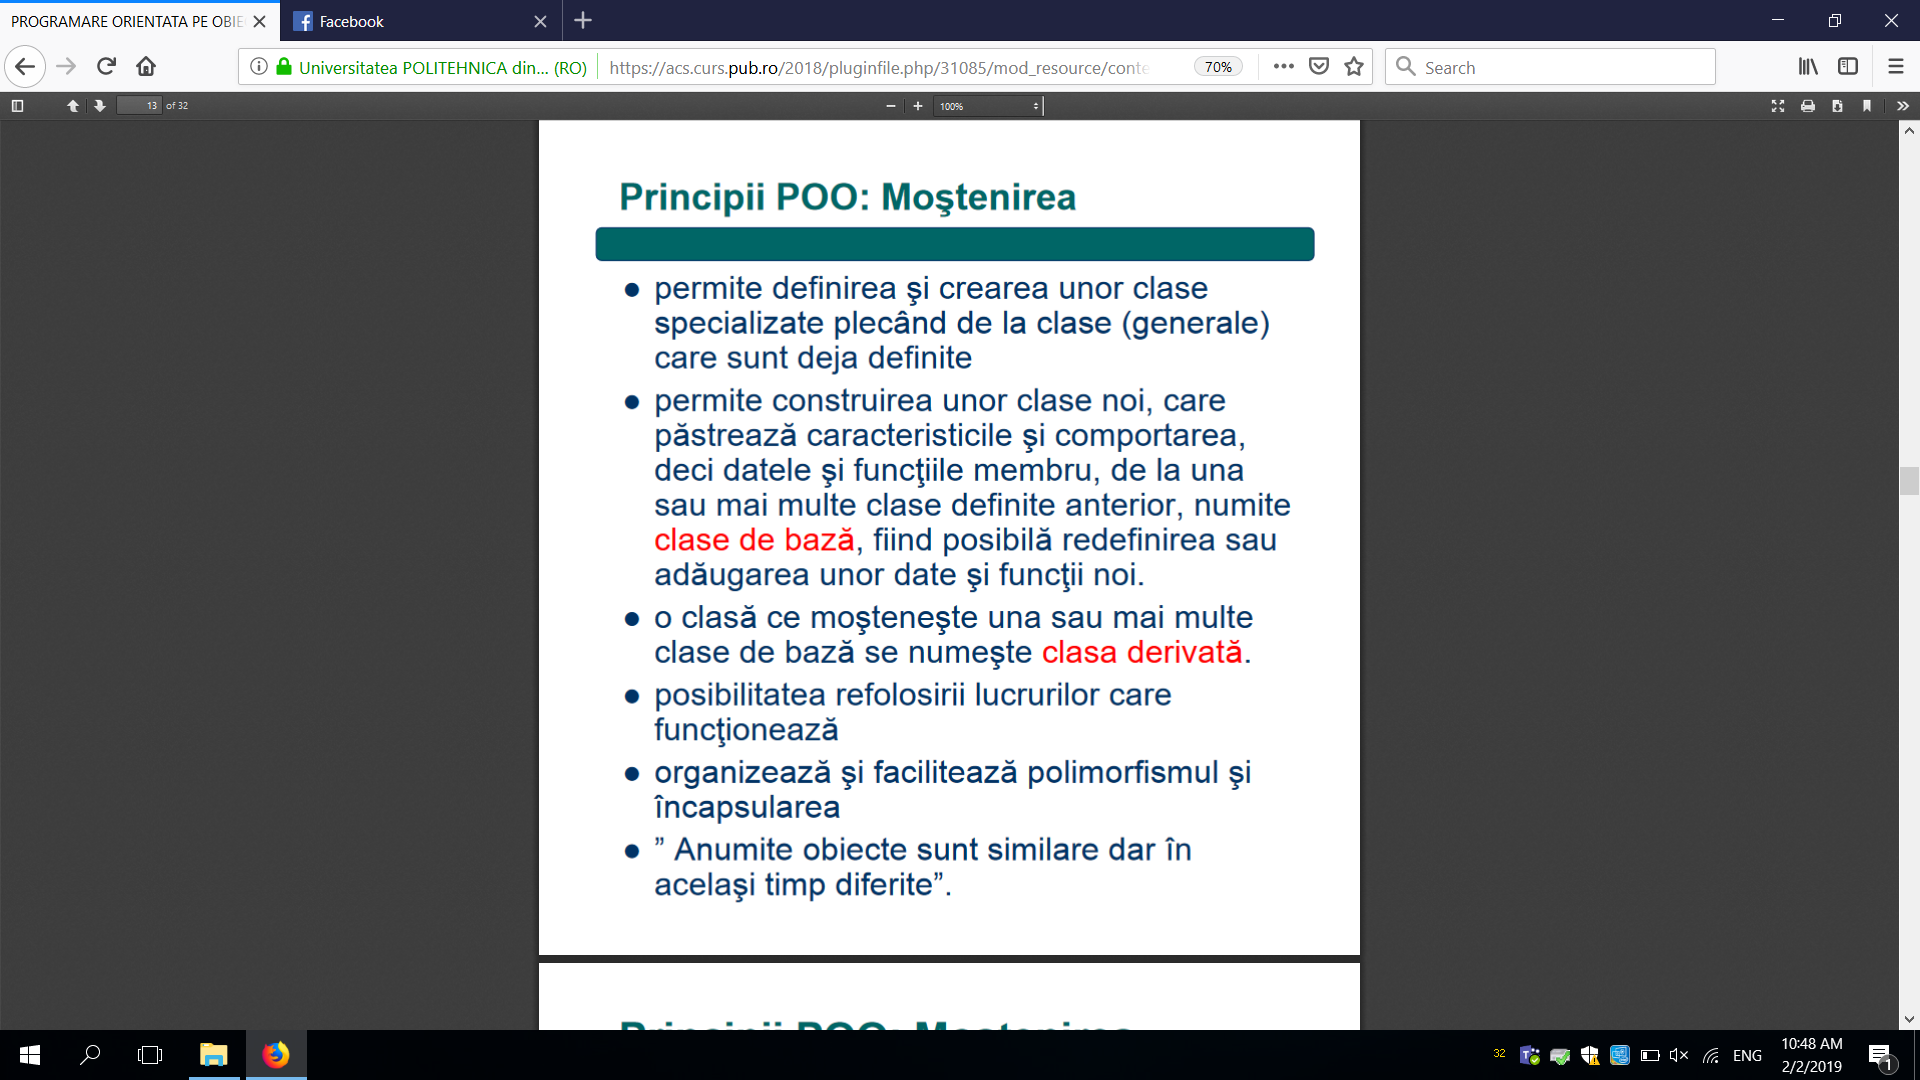 PROGRAMARE ORIENTATA PE OBIE
Facebook
Universitatea POLITEHNICA din... (RO)
https://acs.curs.pub.ro/2018/pluginfile.php/31085/mod_resource/conte
70%
Search
13 of 32
100%
Principii POO: Moştenirea
permite definirea şi crearea unor clase
specializate plecând de la clase (generale)
care sunt deja definite
permite construirea unor clase noi, care
păstrează caracteristicile şi comportarea,
deci datele şi funcţiile membru, de la una
sau mai multe clase definite anterior, numite
clase de bază, fiind posibilă redefinirea sau
adăugarea unor date şi funcţii noi.
o clasă ce moşteneşte una sau mai multe
clase de bază se numeşte clasa derivată.
posibilitatea refolosirii lucrurilor care
funcţionează
organizează şi facilitează polimorfismul şi
încapsularea
” Anumite obiecte sunt similare dar în
acelaşi timp diferite”.
Principii POO: Moştenirea
32
ENG
10:48 AM
2/2/2019
1